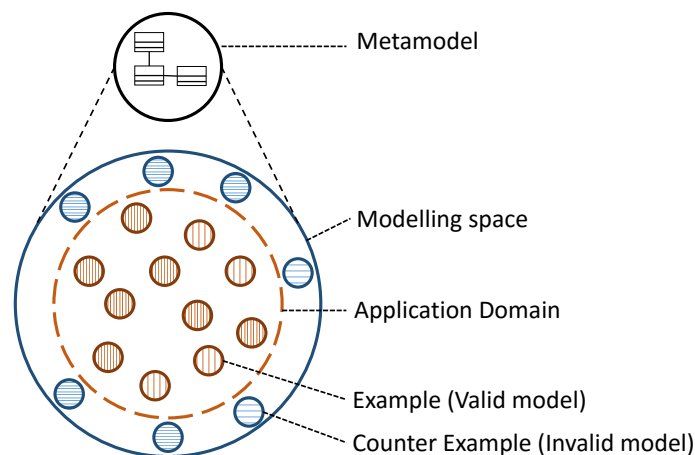 Metamodel
Modelling space
Application Domain
Example (Valid model)
Counter Example (Invalid model)